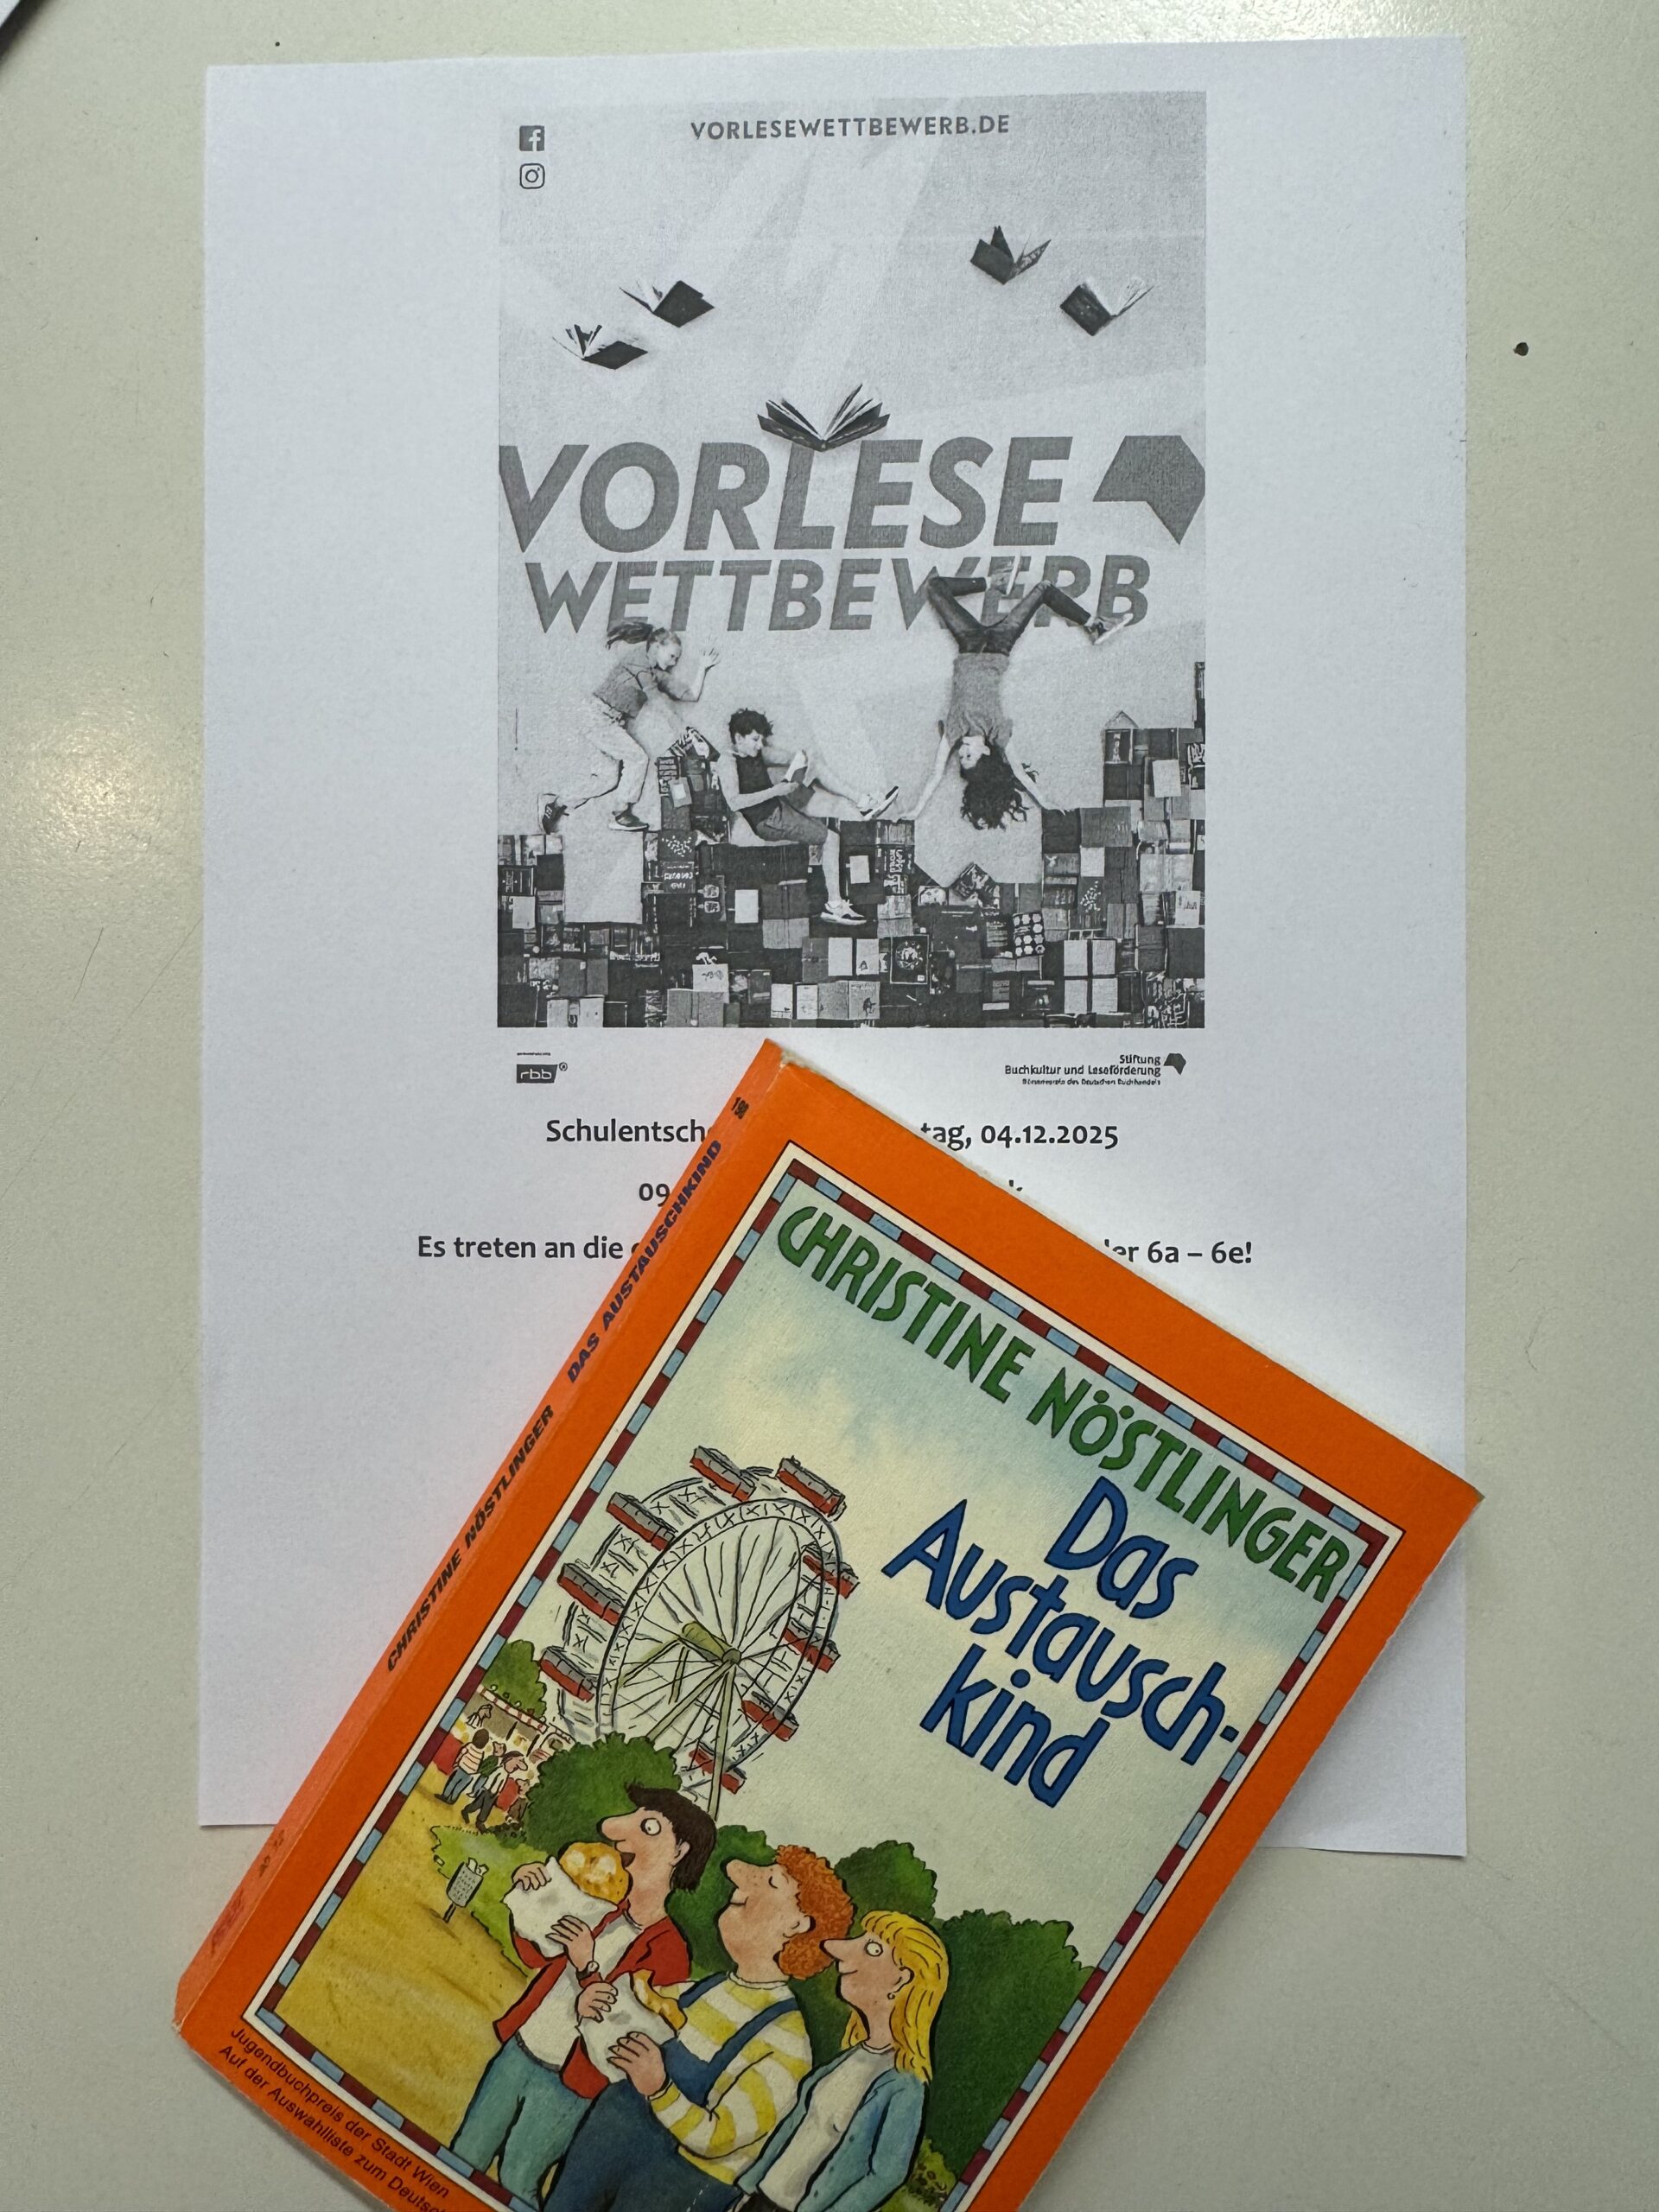 VORLESEWETTBEWERB.DE
VORLESE
WETTBEWERB
rbb
Stiftung
Buchkultur und Leseförderung
Börsenverein des Deutschen Buchhandels
Schulentsch tag, 04.12.2025
09
Es treten an die er 6a – 6e!
CHRISTINE NÖSTLINGER DAS AUSTAUSCHKIND
CHRISTINE NÖSTLINGER
Das
Austausch-
kind
Jugendbuchpreis der Stadt Wien
Auf der Auswahlliste zum Deutsch